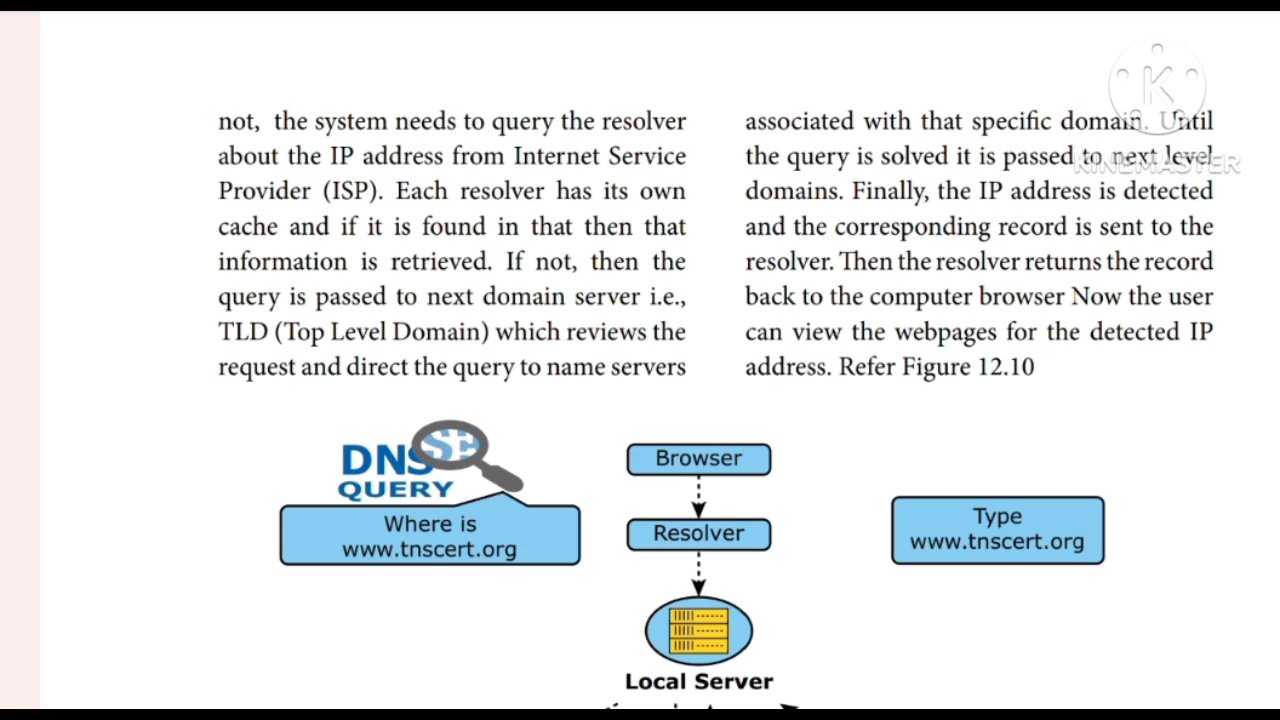 not, the system needs to query the resolver
about the IP address from Internet Service
Provider (ISP). Each resolver has its own
cache and if it is found in that then that
information is retrieved. If not, then the
query is passed to next domain server i.e.,
TLD (Top Level Domain) which reviews the
request and direct the query to name servers
associated with that specific domain. Until
the query is solved it is passed to next level
domains. Finally, the IP address is detected
and the corresponding record is sent to the
resolver. Then the resolver returns the record
back to the computer browser Now the user
can view the webpages for the detected IP
address. Refer Figure 12.10
K
KINEMASTER
DNS SE
QUERY
Where is
www.tnscert.org
Browser
Resolver
Local Server
Type
www.tnscert.org